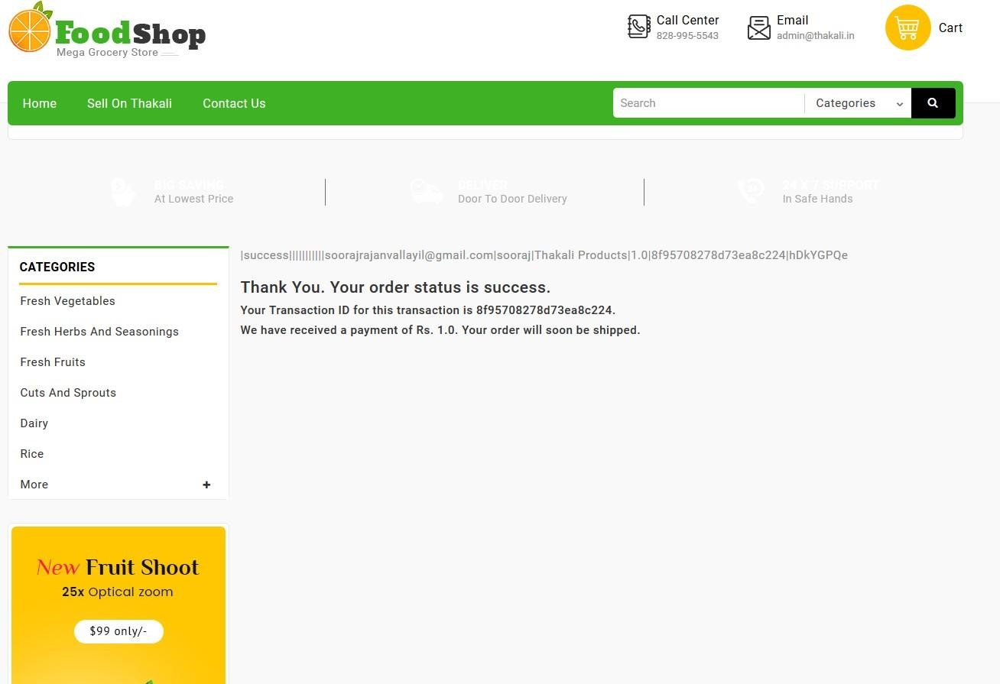 FoodShop
Mega Grocery Store
Call Center
828-995-5543
Email
admin@thakali.in
Cart
Home
Sell On Thakali
Contact Us
Search
Categories
BIG SAVING
At Lowest Price
DELIVER
Door To Door Delivery
24 X 7 SUPPORT
In Safe Hands
CATEGORIES
Fresh Vegetables
Fresh Herbs And Seasonings
Fresh Fruits
Cuts And Sprouts
Dairy
Rice
More
|success|||||||||||soorajrajanvallayil@gmail.com|sooraj|Thakali Products|1.0|8f95708278d73ea8c224|hDkYGPQe
Thank You. Your order status is success.
Your Transaction ID for this transaction is 8f95708278d73ea8c224.
We have received a payment of Rs. 1.0. Your order will soon be shipped.
New Fruit Shoot
25x Optical zoom
$99 only/-